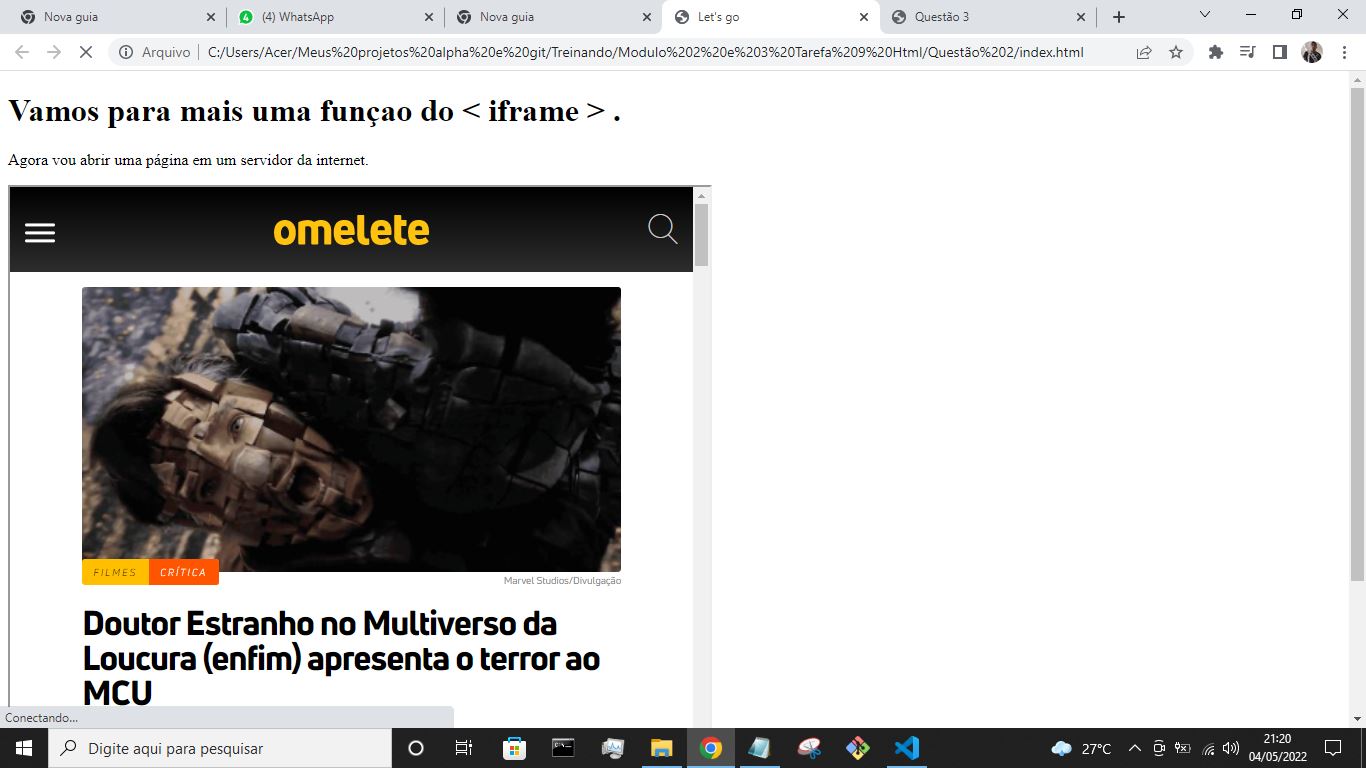 Nova guia
(4) WhatsApp
Nova guia
Let's go
Questão 3
Arquivo | C:/Users/Acer/Meus%20projetos%20alpha%20e%20git/Treinando/Modulo%202%20e%203%20Tarefa%209%20Html/Questão%202/index.html
Vamos para mais uma funçao do < iframe > .
Agora vou abrir uma página em um servidor da internet.
omelete
FILMES CRÍTICA
Marvel Studios/Divulgação
Doutor Estranho no Multiverso da
Loucura (enfim) apresenta o terror ao
MCU
Conectando...
Digite aqui para pesquisar
27°C
21:20
04/05/2022